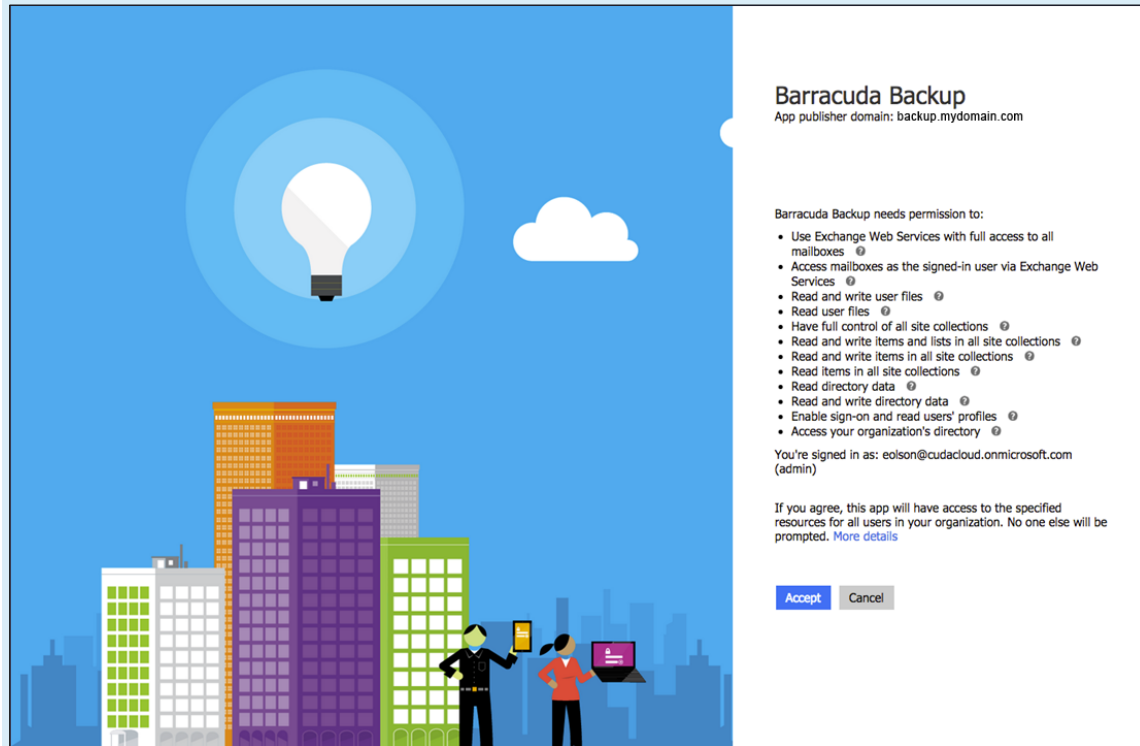 Barracuda Backup
App publisher domain: backup.mydomain.com
Barracuda Backup needs permission to:
• Use Exchange Web Services with full access to all
mailboxes ?
• Access mailboxes as the signed-in user via Exchange Web
Services ?
• Read and write user files ?
• Read user files ?
• Have full control of all site collections ?
• Read and write items and lists in all site collections ?
• Read and write items in all site collections ?
• Read items in all site collections ?
• Read directory data ?
• Read and write directory data ?
• Enable sign-on and read users' profiles ?
• Access your organization's directory ?
You're signed in as: eolson@cudacloud.onmicrosoft.com
(admin)
If you agree, this app will have access to the specified
resources for all users in your organization. No one else will be
prompted. More details
Accept Cancel